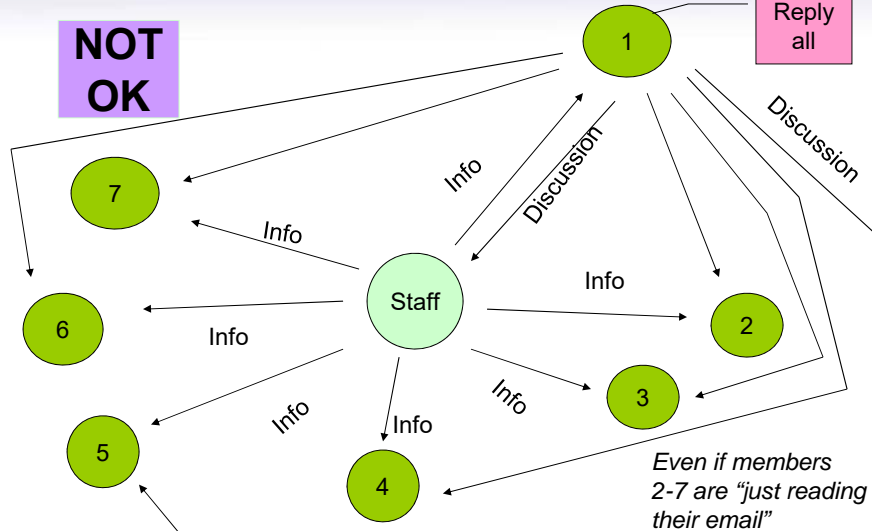 NOT
OK
1
Reply
all
Discussion
Info
Discussion
7
Info
Staff
Info
2
6
Info
3
Info
Info
Info
5
4
Even if members
2-7 are “just reading
their email”